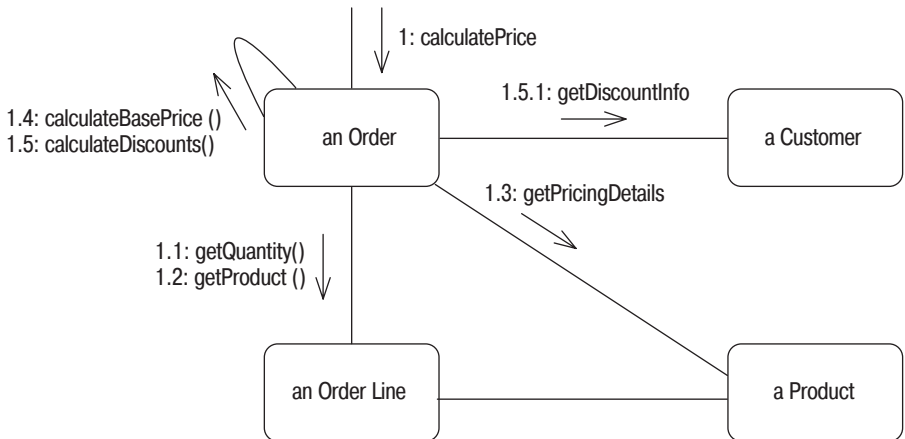 1: calculatePrice
1.5.1: getDiscountInfo
1.4: calculateBasePrice ()
1.5: calculateDiscounts()
an Order
a Customer
1.3: getPricingDetails
1.1: getQuantity()
1.2: getProduct ()
an Order Line
a Product